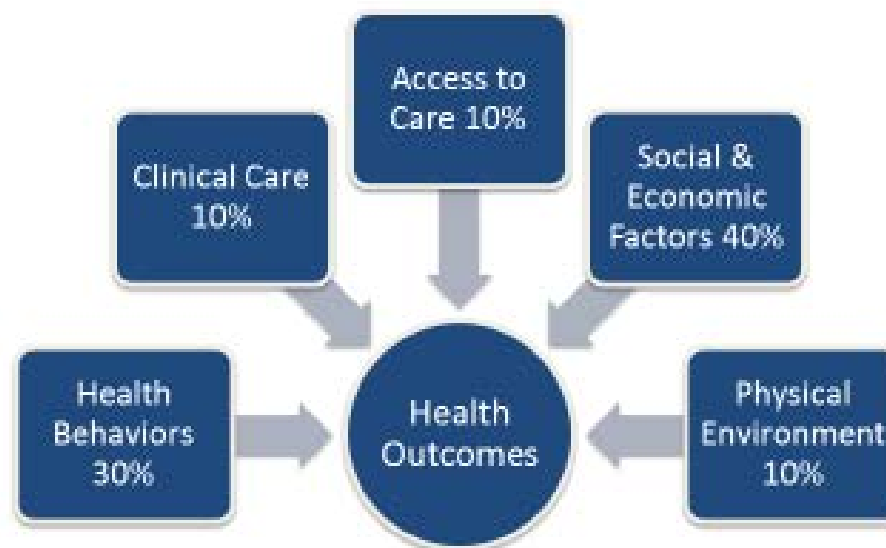 Access to
Care 10%
Clinical Care
10%
Social &
Economic
Factors 40%
Health
Behaviors
30%
Health
Outcomes
Physical
Environment
10%